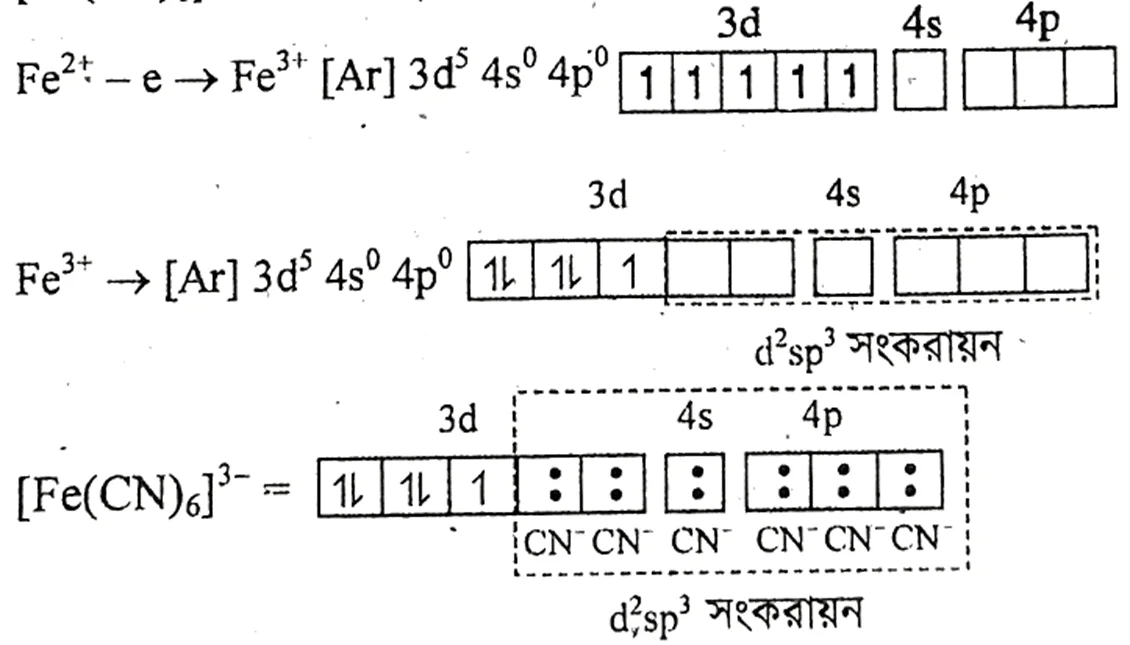 3d 4s 4p
Fe²⁺ – e → Fe³⁺ [Ar] 3d⁵ 4s⁰ 4p⁰ 1 1 1 1 1
3d 4s 4p
Fe³⁺ → [Ar] 3d⁵ 4s⁰ 4p⁰ 1⇂ 1⇂ 1
d²sp³ সংকরায়ন
3d 4s 4p
[Fe(CN)₆]³⁻ = 1⇂ 1⇂ 1 : : : : : :
CN⁻ CN⁻ CN⁻ CN⁻ CN⁻ CN⁻
d²sp³ সংকরায়ন